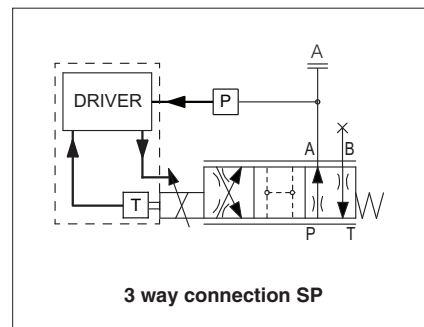 A
DRIVER
P
A B
T
P T
3 way connection SP